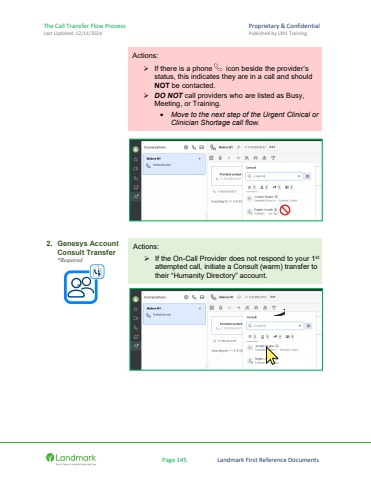 The Call Transfer Flow Process
Proprietary & Confidential
Last Updated: 12/11/2024
Published by LM1 Training
Actions:
➢ If there is a phone icon beside the provider's
status, this indicates they are in a call and should
NOT be contacted.
➢ DO NOT call providers who are listed as Busy,
Meeting, or Training.
• Move to the next step of the Urgent Clinical or
Clinician Shortage call flow.
Conversations
Consult
2. Genesys Account
Consult Transfer
*Required
Actions:
➢ If the On-Call Provider does not respond to your 1st
attempted call, initiate a Consult (warm) transfer to
their "Humanity Directory" account.
Conversations
Consult
Landmark
Page 145
Landmark First Reference Documents